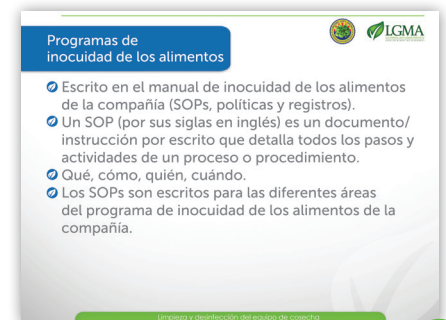 LGMA
Programas de
inocuidad de los alimentos
Escrito en el manual de inocuidad de los alimentos
de la compañía (SOPs, políticas y registros).
Un SOP (por sus siglas en inglés) es un documento/
instrucción por escrito que detalla todos los pasos y
actividades de un proceso o procedimiento.
Qué, cómo, quién, cuándo.
Los SOPs son escritos para las diferentes áreas
del programa de inocuidad de los alimentos de la
compañía.
Limpieza y desinfección del equipo de cosecha